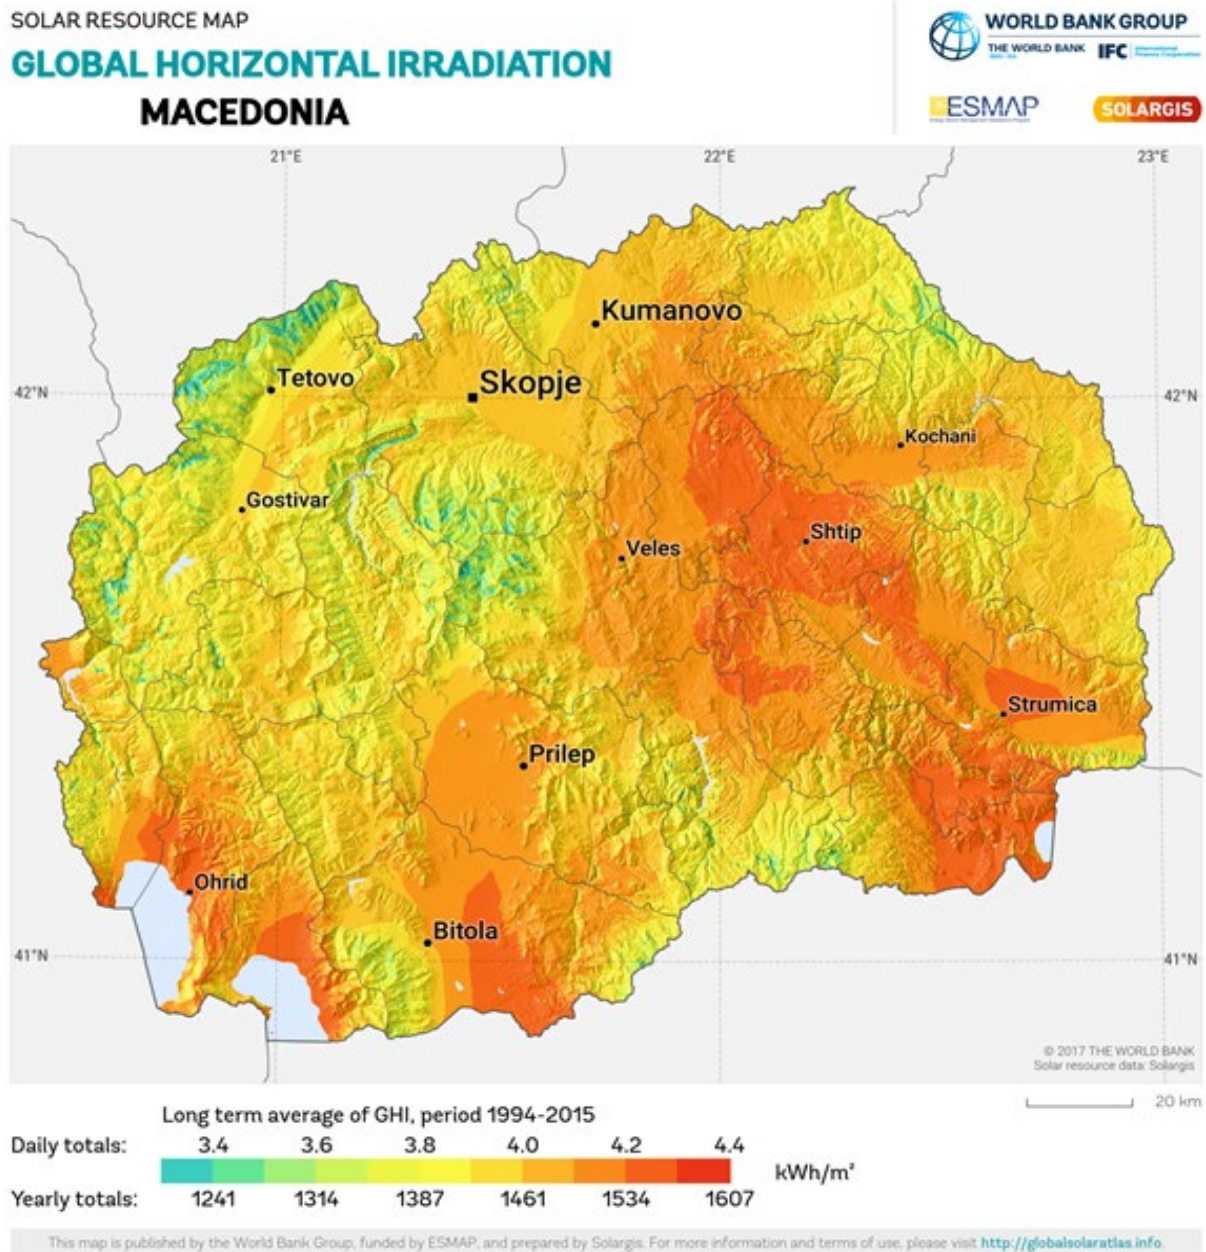 SOLAR RESOURCE MAP
GLOBAL HORIZONTAL IRRADIATION
MACEDONIA
WORLD BANK GROUP
THE WORLD BANK
IFC
International
Finance Corporation
ESMAP
SOLARGIS
21°E
22°E
23°E
Kumanovo
Tetovo
Skopje
42°N
42°N
Kochani
Gostivar
Shtip
Veles
Strumica
Prilep
Ohrid
Bitola
41°N
41°N
© 2017 THE WORLD BANK
Solar resource data: Solargis
20 km
Long term average of GHI, period 1994-2015
Daily totals: 3.4 3.6 3.8 4.0 4.2 4.4
kWh/m²
Yearly totals: 1241 1314 1387 1461 1534 1607
This map is published by the World Bank Group, funded by ESMAP, and prepared by Solargis. For more information and terms of use, please visit http://globalsolaratlas.info.